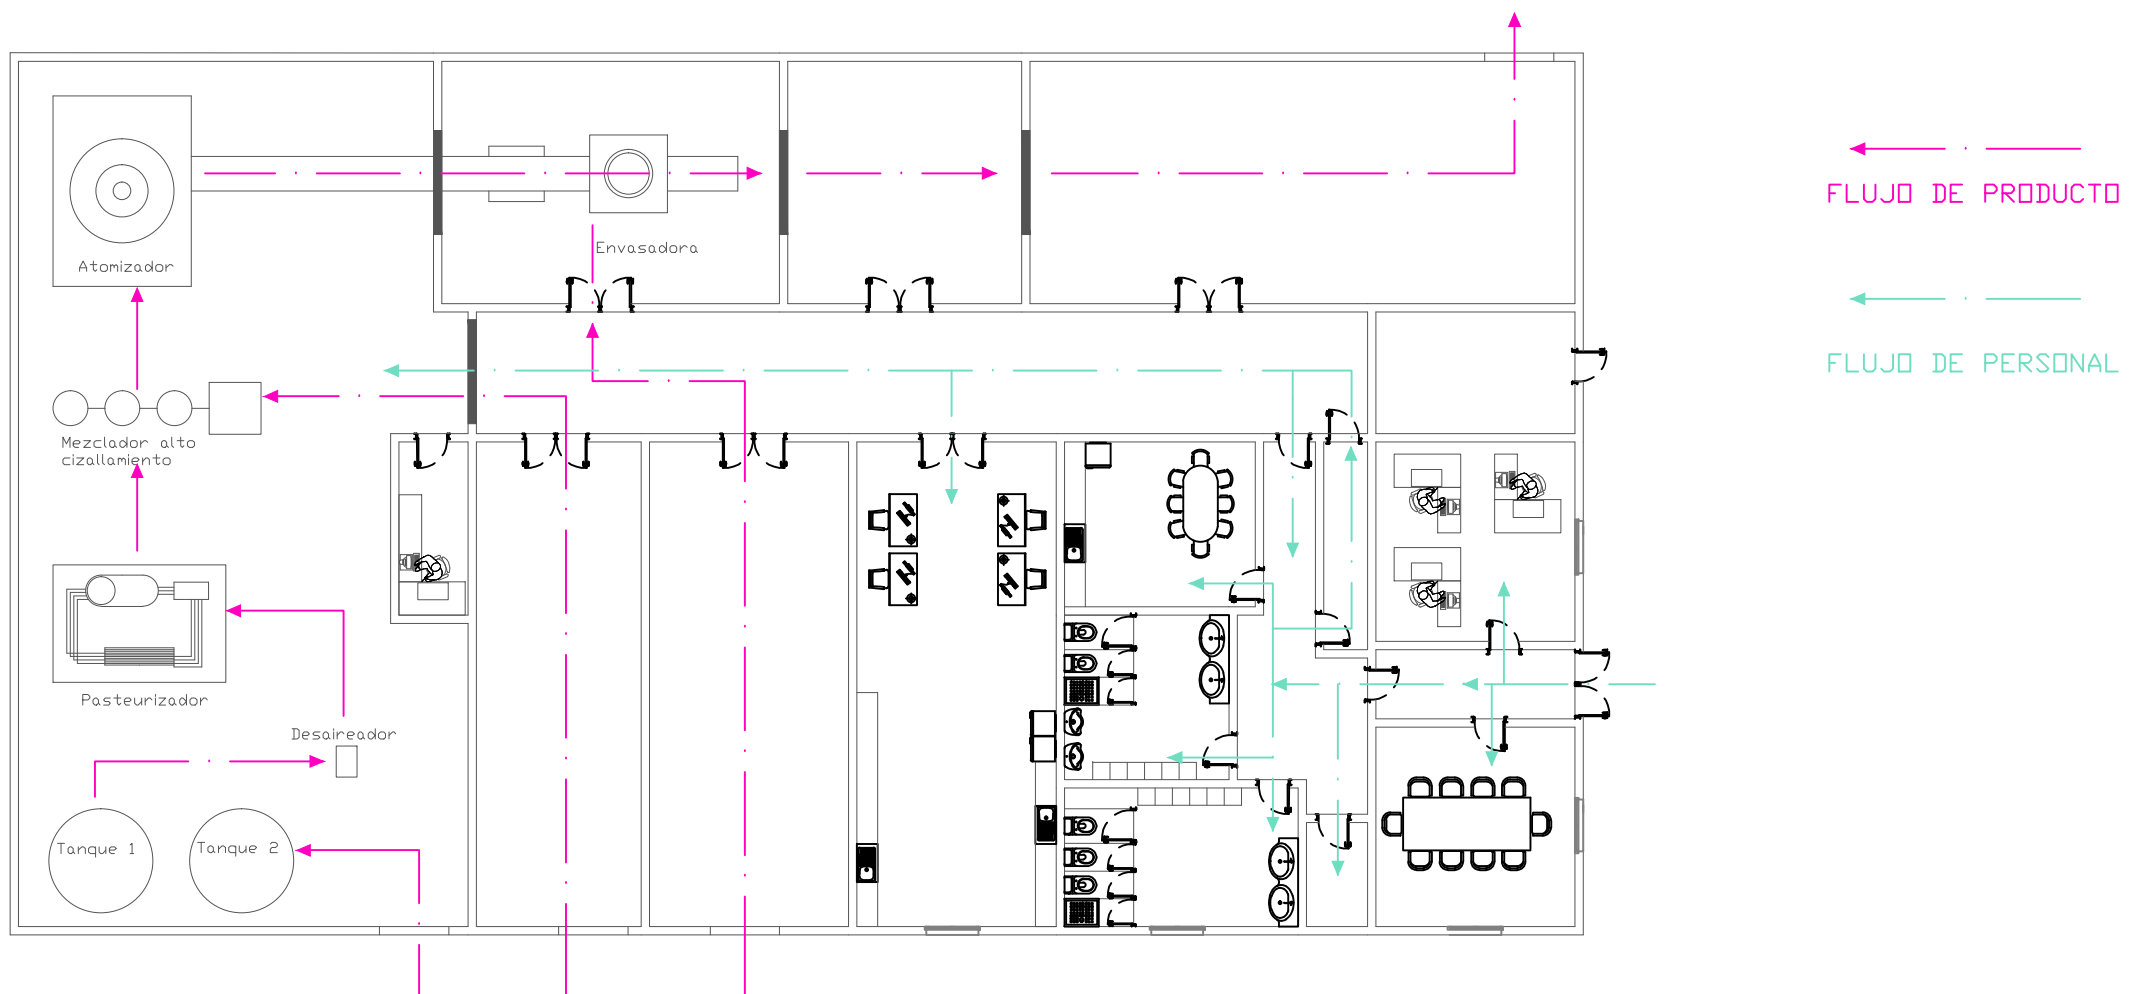 FLUJO DE PRODUCTO
Envasadora
Atomizador
FLUJO DE PERSONAL
Mezclador alto
cizallamiento
Pasteurizador
Desaireador
Tanque 1
Tanque 2